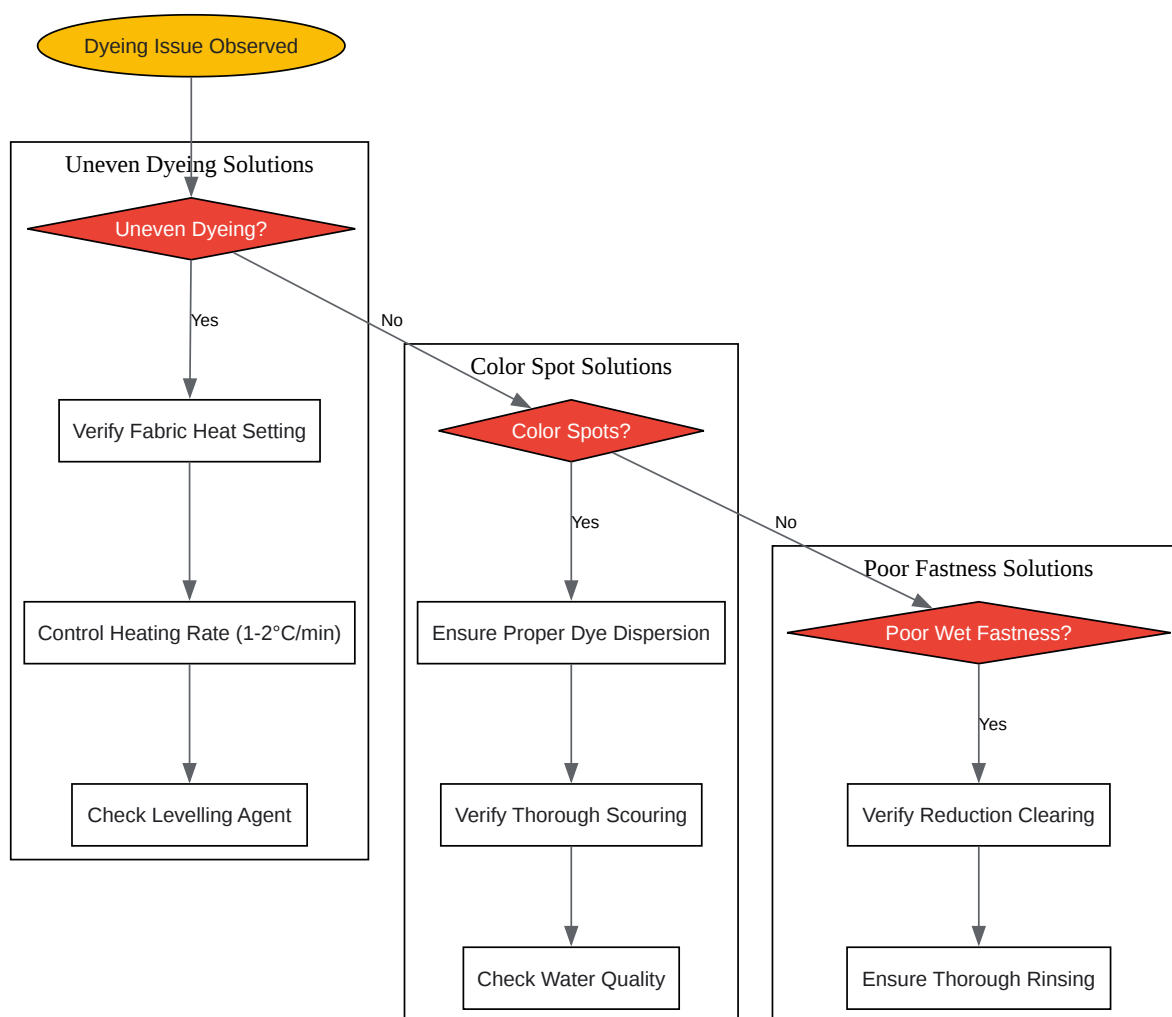 Dyeing Issue Observed
Uneven Dyeing Solutions
Uneven Dyeing?
Yes
No
Verify Fabric Heat Setting
Control Heating Rate (1-2°C/min)
Check Levelling Agent
Color Spot Solutions
Color Spots?
Yes
No
Ensure Proper Dye Dispersion
Verify Thorough Scouring
Check Water Quality
Poor Fastness Solutions
Poor Wet Fastness?
Yes
Verify Reduction Clearing
Ensure Thorough Rinsing